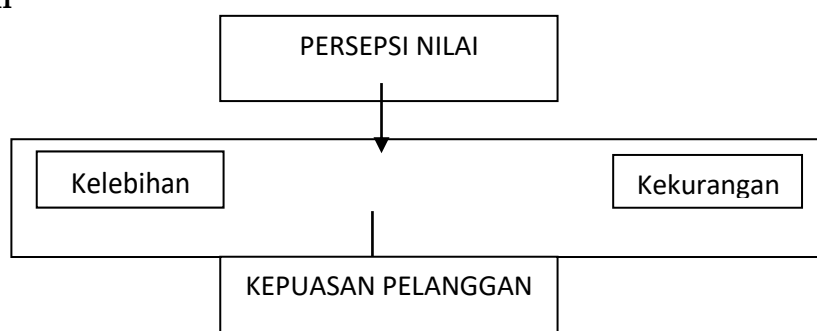 PERSEPSI NILAI
Kelebihan
Kekurangan
KEPUASAN PELANGGAN